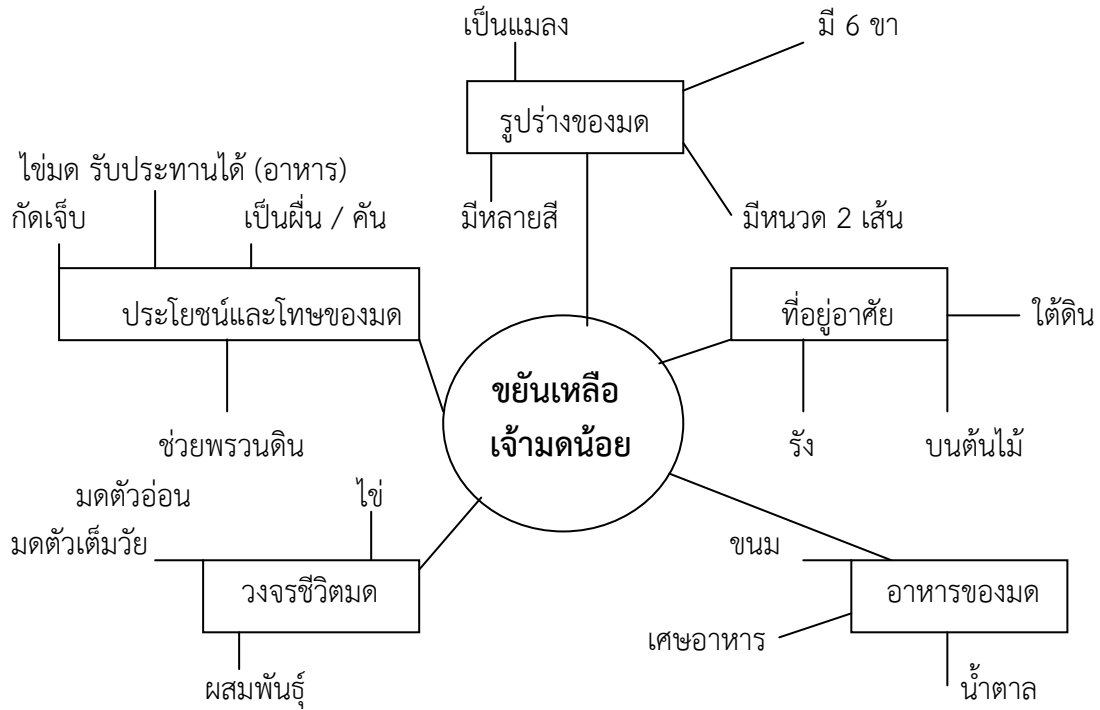 เป็นแมลง
มี 6 ขา
รูปร่างของมด
ไข่มด รับประทานได้ (อาหาร)
มีหลายสี
มีหนวด 2 เส้น
กัดเจ็บ
เป็นผื่น / คัน
ประโยชน์และโทษของมด
ที่อยู่อาศัย
ใต้ดิน
ขยันเหลือ
เจ้ามดน้อย
ช่วยพรวนดิน
รัง
บนต้นไม้
มดตัวอ่อน
ไข่
มดตัวเต็มวัย
ขนม
วงจรชีวิตมด
อาหารของมด
เศษอาหาร
ผสมพันธุ์
น้ำตาล